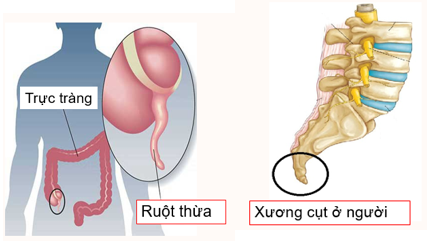 Trực tràng
Ruột thừa
Xương cụt ở người